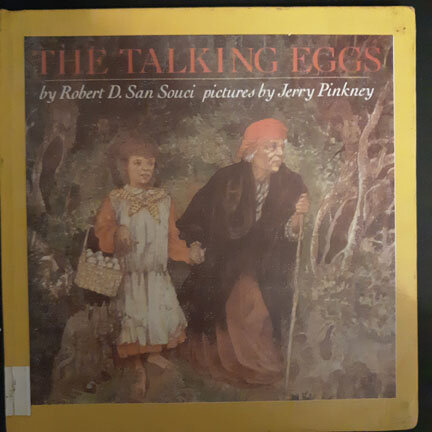 THE TALKING EGGS
by Robert D. San Souci pictures by Jerry Pinkney